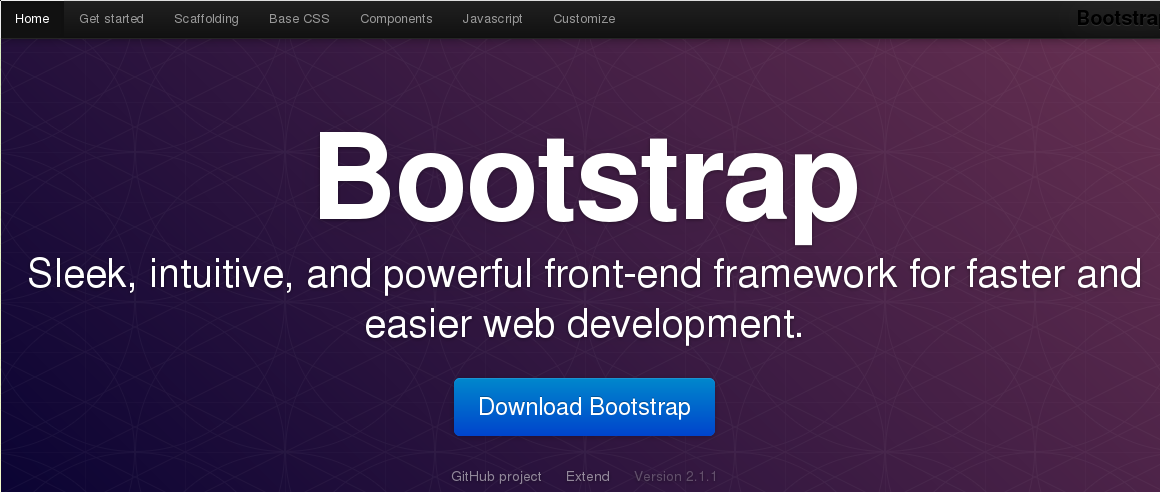 Home Get started Scaffolding Base CSS Components Javascript Customize Bootstrap
Bootstrap
Sleek, intuitive, and powerful front-end framework for faster and
easier web development.
Download Bootstrap
GitHub project Extend Version 2.1.1